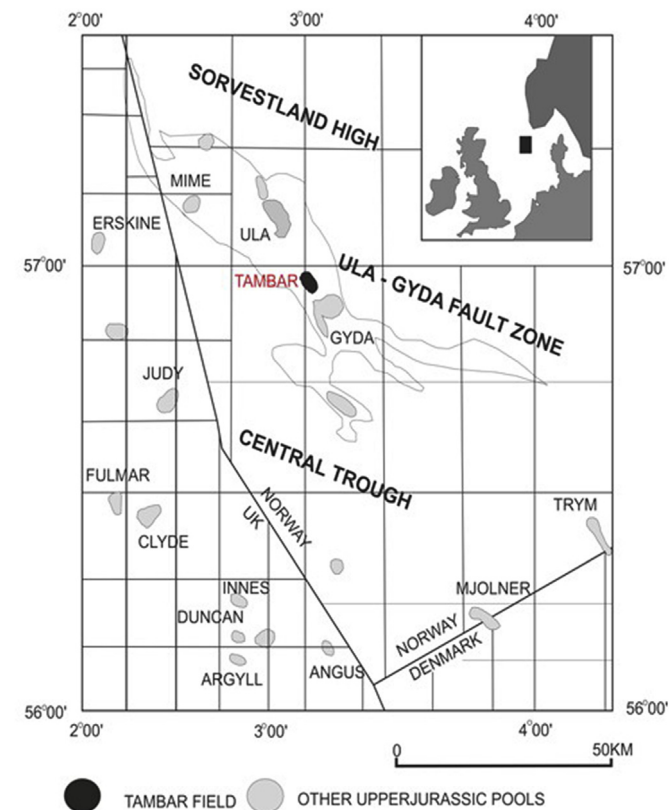 2°00' 3°00' 4°00'
SORVESTLAND HIGH
MIME
ERSKINE
ULA
57°00' 57°00'
TAMBAR
ULA - GYDA FAULT ZONE
GYDA
JUDY
CENTRAL TROUGH
FULMAR
NORWAY
UK
TRYM
CLYDE
INNES
MJOLNER
DUNCAN
NORWAY
DENMARK
ARGYLL
ANGUS
56°00' 56°00'
2°00' 3°00' 4°00'
0 50KM
TAMBAR FIELD OTHER UPPERJURASSIC POOLS